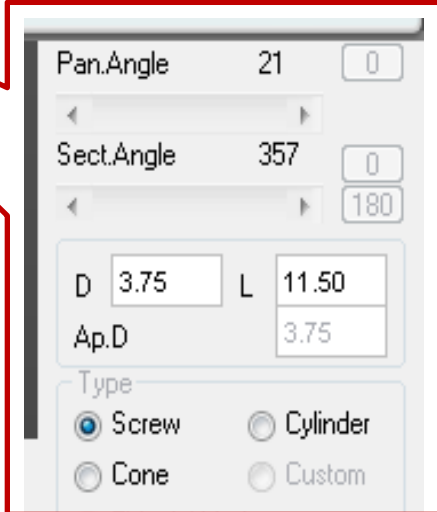 Pan.Angle 21 0
Sect.Angle 357 0
180
D 3.75 L 11.50
Ap.D 3.75
Type
Screw Cylinder
Cone Custom